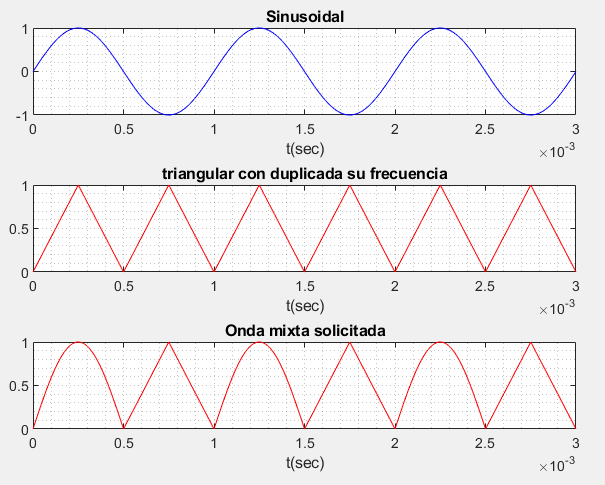 Sinusoidal
1
0
-1
0 0.5 1 1.5 2 2.5 3
t(sec)
×10-3
triangular con duplicada su frecuencia
1
0.5
0
0 0.5 1 1.5 2 2.5 3
t(sec)
×10-3
Onda mixta solicitada
1
0.5
0
0 0.5 1 1.5 2 2.5 3
t(sec)
×10-3